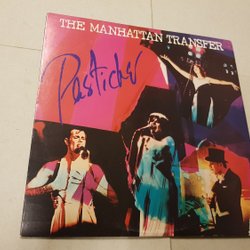 THE MANHATTAN TRANSFER
Pastiche